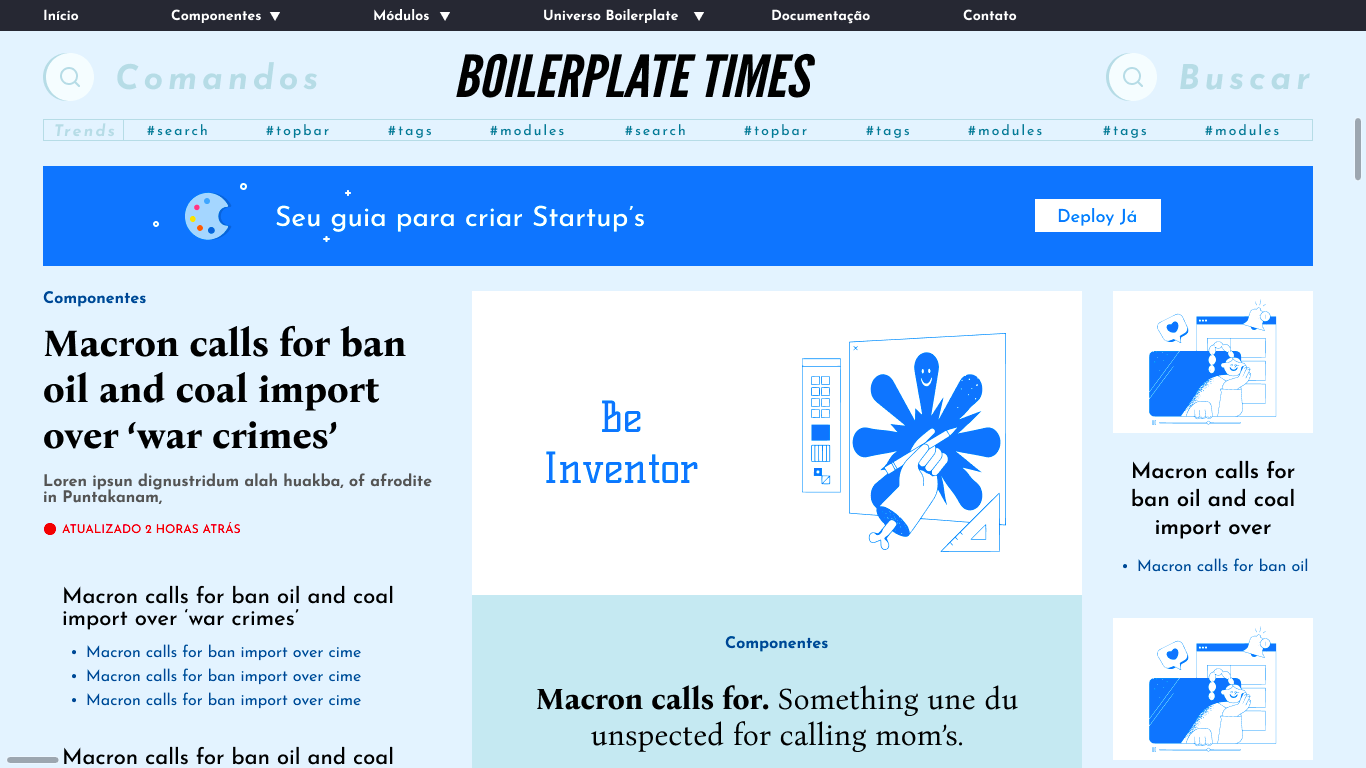 Início Componentes ▼ Módulos ▼ Universo Boilerplate ▼ Documentação Contato
Comandos
BOILERPLATE TIMES
Buscar
Trends #search #topbar #tags #modules #search #topbar #tags #modules #tags #modules
Seu guia para criar Startup's
Deploy Já
Componentes
Macron calls for ban
oil and coal import
over ‘war crimes’
Loren ipsun dignustridum alah huakba, of afrodite
in Puntakanam,
ATUALIZADO 2 HORAS ATRÁS
Macron calls for ban oil and coal
import over ‘war crimes’
• Macron calls for ban import over cime
• Macron calls for ban import over cime
• Macron calls for ban import over cime
Macron calls for ban oil and coal
Be
Inventor
Componentes
Macron calls for. Something une du
unspected for calling mom’s.
Macron calls for
ban oil and coal
import over
• Macron calls for ban oil